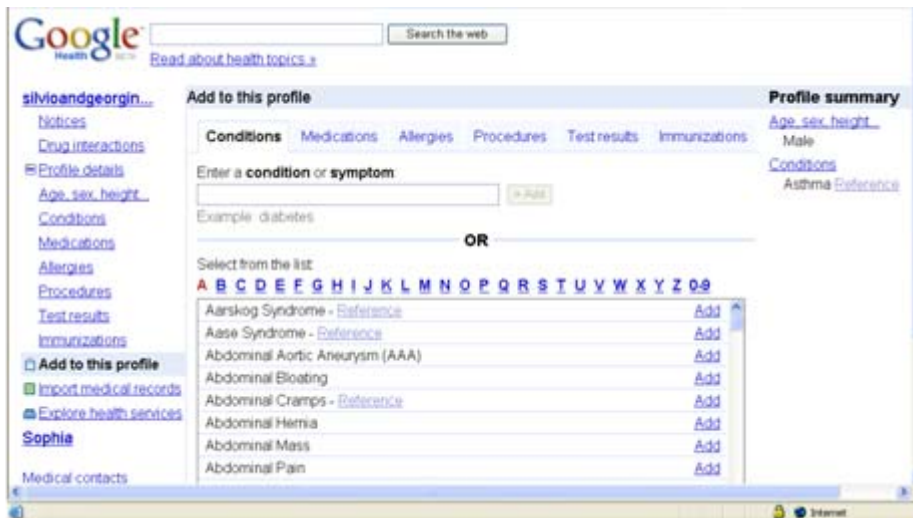 Google
Health BETA
Search the web
Read about health topics »
silvioandgeorgin...
Notices
Drug interactions
Profile details
Age, sex, height...
Conditions
Medications
Allergies
Procedures
Test results
Immunizations
Add to this profile
Import medical records
Explore health services
Sophia
Medical contacts
Add to this profile
Conditions Medications Allergies Procedures Test results Immunizations
Enter a condition or symptom
+ Add
Example: diabetes
OR
Select from the list:
A B C D E F G H I J K L M N O P Q R S T U V W X Y Z 0-9
Aarskog Syndrome - Reference Add
Aase Syndrome - Reference Add
Abdominal Aortic Aneurysm (AAA) Add
Abdominal Bloating Add
Abdominal Cramps - Reference Add
Abdominal Hernia Add
Abdominal Mass Add
Abdominal Pain Add
Profile summary
Age, sex, height...
Male
Conditions
Asthma Reference
Internet